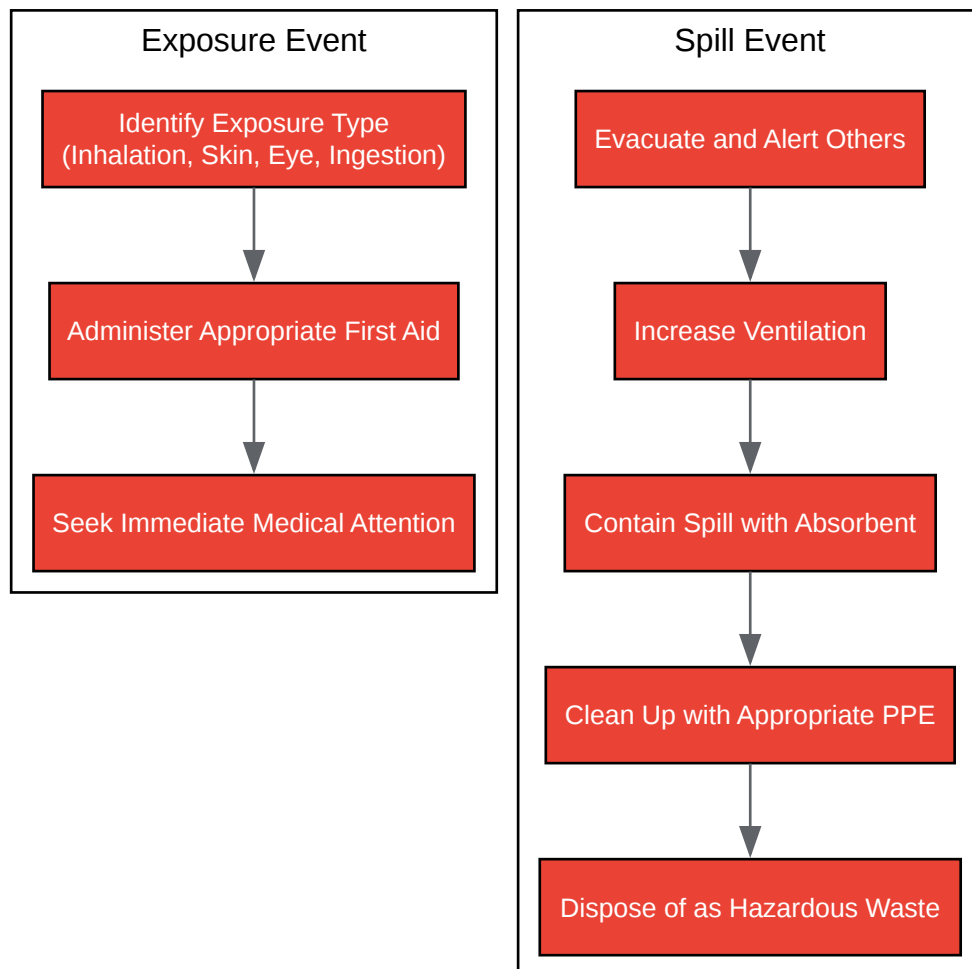 Exposure Event
Identify Exposure Type
(Inhalation, Skin, Eye, Ingestion)
Administer Appropriate First Aid
Seek Immediate Medical Attention
Spill Event
Evacuate and Alert Others
Increase Ventilation
Contain Spill with Absorbent
Clean Up with Appropriate PPE
Dispose of as Hazardous Waste